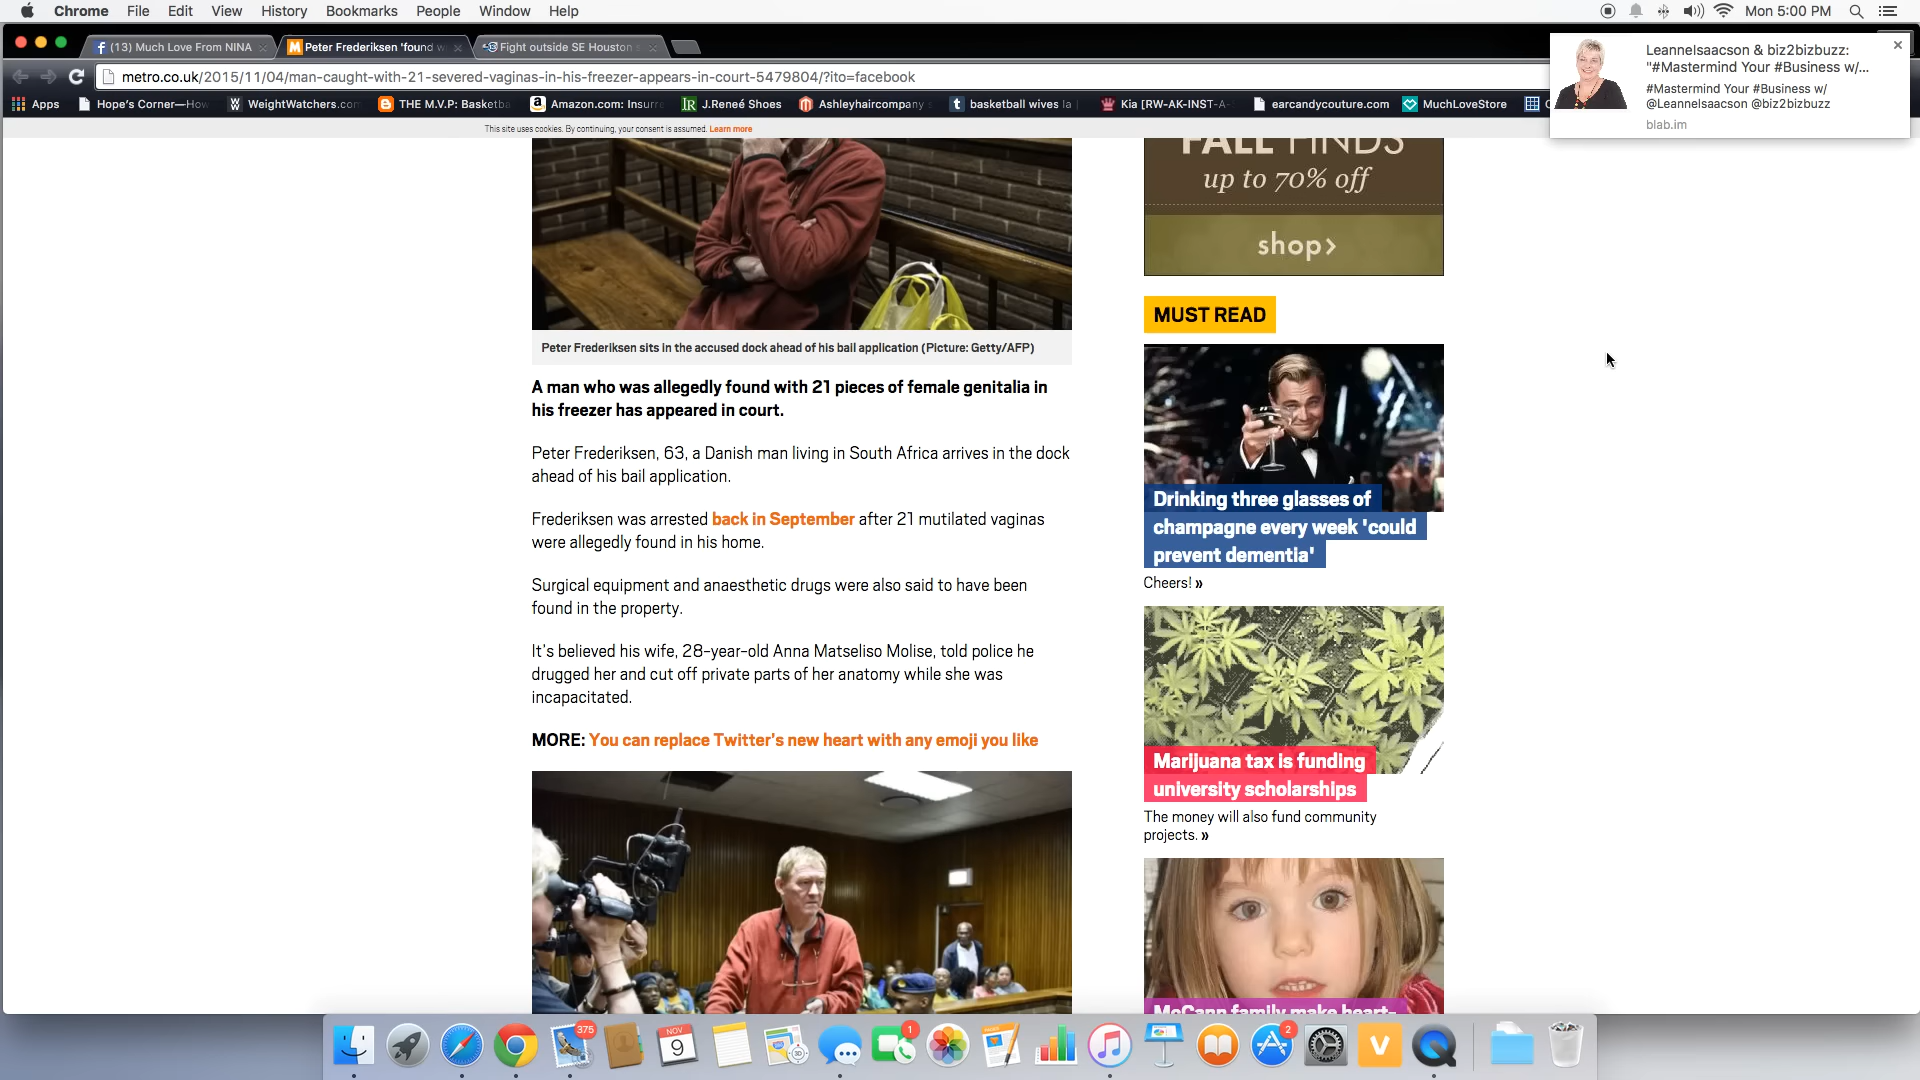 Chrome File Edit View History Bookmarks People Window Help
Mon 5:00 PM
(13) Much Love From NINA
Peter Frederiksen 'found w
Fight outside SE Houston s
metro.co.uk/2015/11/04/man-caught-with-21-severed-vaginas-in-his-freezer-appears-in-court-5479804/?ito=facebook
Apps
Hope's Corner—How
WeightWatchers.com
THE M.V.P: Basketba
Amazon.com: Insurre
J.Reneé Shoes
Ashleyhaircompany
basketball wives la
Kia [RW-AK-INST-A-
earcandycouture.com
MuchLoveStore
Leannelsaacson & biz2bizbuzz:
"#Mastermind Your #Business w/...
#Mastermind Your #Business w/
@Leannelsaacson @biz2bizbuzz
blab.im
This site uses cookies. By continuing, your consent is assumed. Learn more
FALL FINDS
up to 70% off
shop>
Peter Frederiksen sits in the accused dock ahead of his bail application (Picture: Getty/AFP)
A man who was allegedly found with 21 pieces of female genitalia in
his freezer has appeared in court.
Peter Frederiksen, 63, a Danish man living in South Africa arrives in the dock
ahead of his bail application.
Frederiksen was arrested back in September after 21 mutilated vaginas
were allegedly found in his home.
Surgical equipment and anaesthetic drugs were also said to have been
found in the property.
It's believed his wife, 28-year-old Anna Matseliso Molise, told police he
drugged her and cut off private parts of her anatomy while she was
incapacitated.
MORE: You can replace Twitter's new heart with any emoji you like
MUST READ
Drinking three glasses of
champagne every week 'could
prevent dementia'
Cheers! »
Marijuana tax is funding
university scholarships
The money will also fund community
projects. »
McCann family make heart-
375
NOV
9
1
2